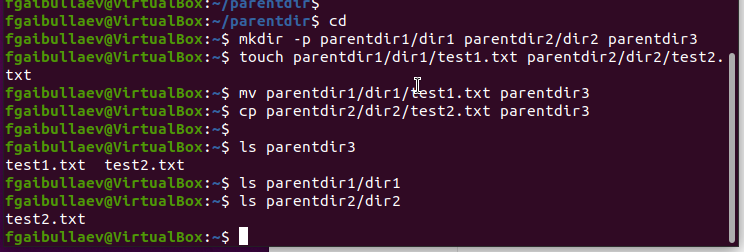 fgaibullaev@VirtualBox:~/parentdir$
fgaibullaev@VirtualBox:~/parentdir$ cd
fgaibullaev@VirtualBox:~$ mkdir -p parentdir1/dir1 parentdir2/dir2 parentdir3
fgaibullaev@VirtualBox:~$ touch parentdir1/dir1/test1.txt parentdir2/dir2/test2.
txt
fgaibullaev@VirtualBox:~$ mv parentdir1/dir1/test1.txt parentdir3
fgaibullaev@VirtualBox:~$ cp parentdir2/dir2/test2.txt parentdir3
fgaibullaev@VirtualBox:~$
fgaibullaev@VirtualBox:~$ ls parentdir3
test1.txt  test2.txt
fgaibullaev@VirtualBox:~$ ls parentdir1/dir1
fgaibullaev@VirtualBox:~$ ls parentdir2/dir2
test2.txt
fgaibullaev@VirtualBox:~$